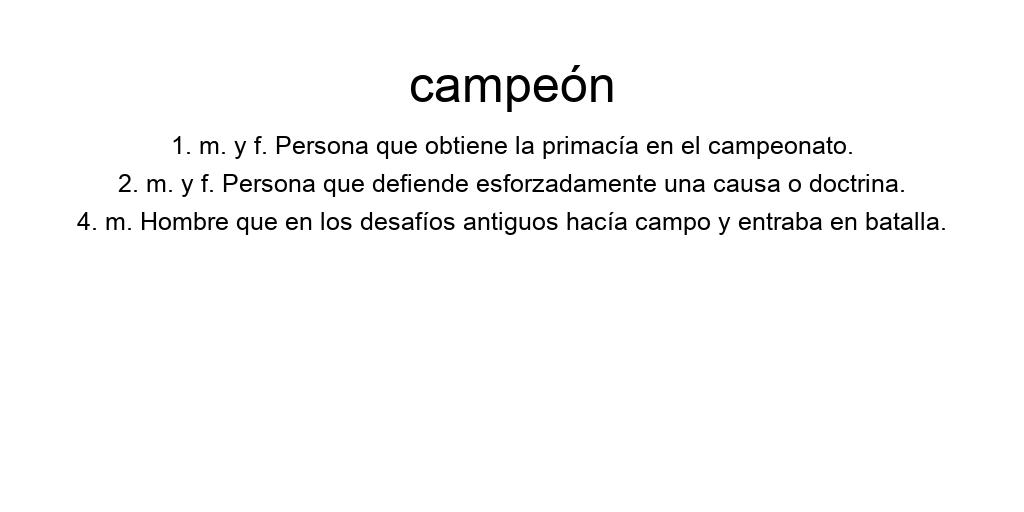 campeón
1. m. y f. Persona que obtiene la primacía en el campeonato.
2. m. y f. Persona que defiende esforzadamente una causa o doctrina.
4. m. Hombre que en los desafíos antiguos hacía campo y entraba en batalla.